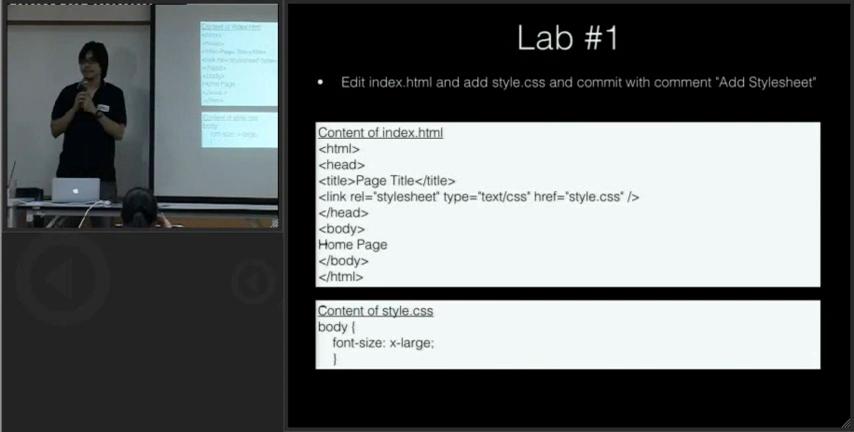 Lab #1
• Edit index.html and add style.css and commit with comment "Add Stylesheet"
Content of index.html
<html>
<head>
<title>Page Title</title>
<link rel="stylesheet" type="text/css" href="style.css" />
</head>
<body>
Home Page
</body>
</html>
Content of style.css
body {
font-size: x-large;
}